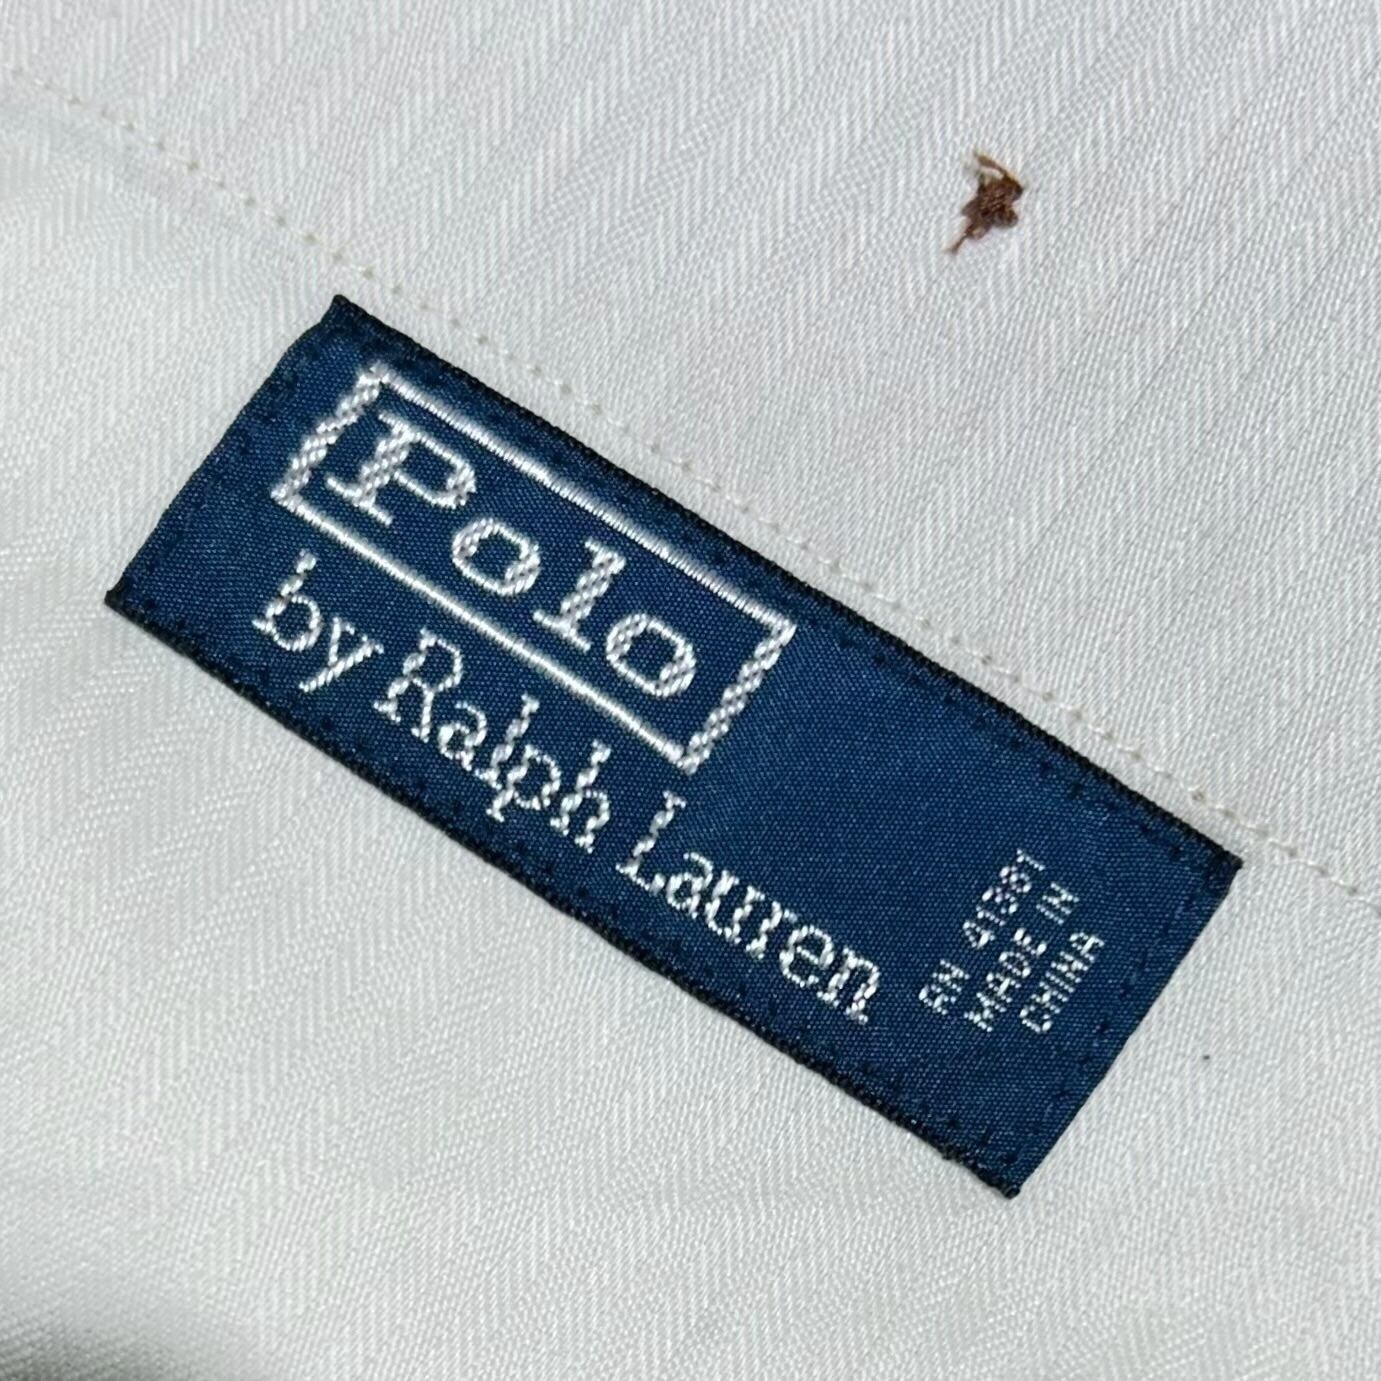 Polo
by Ralph Lauren
RN 41381
MADE IN
CHINA